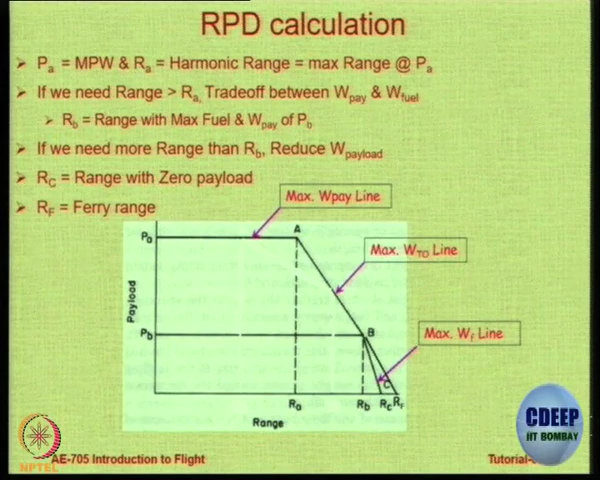 RPD calculation
➢ Pa = MPW & Ra = Harmonic Range = max Range @ Pa
➢ If we need Range > Ra, Tradeoff between Wpay & Wfuel
➢ Rb = Range with Max Fuel & Wpay of Pb
➢ If we need more Range than Rb, Reduce Wpayload
➢ RC = Range with Zero payload
➢ RF = Ferry range
Max. Wpay Line
Max. WTO Line
Max. Wf Line
Pa
A
Payload
Pb
B
C
Ra
Rb
Rc
RF
Range
NPTEL
AE-705 Introduction to Flight
Tutorial-
CDEEP
IIT BOMBAY